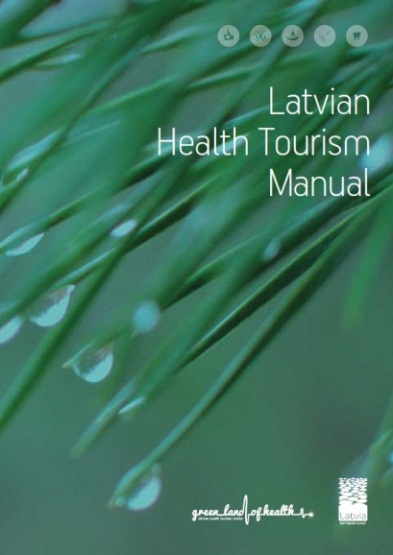 Latvian
Health Tourism
Manual
green land of health
Latvia